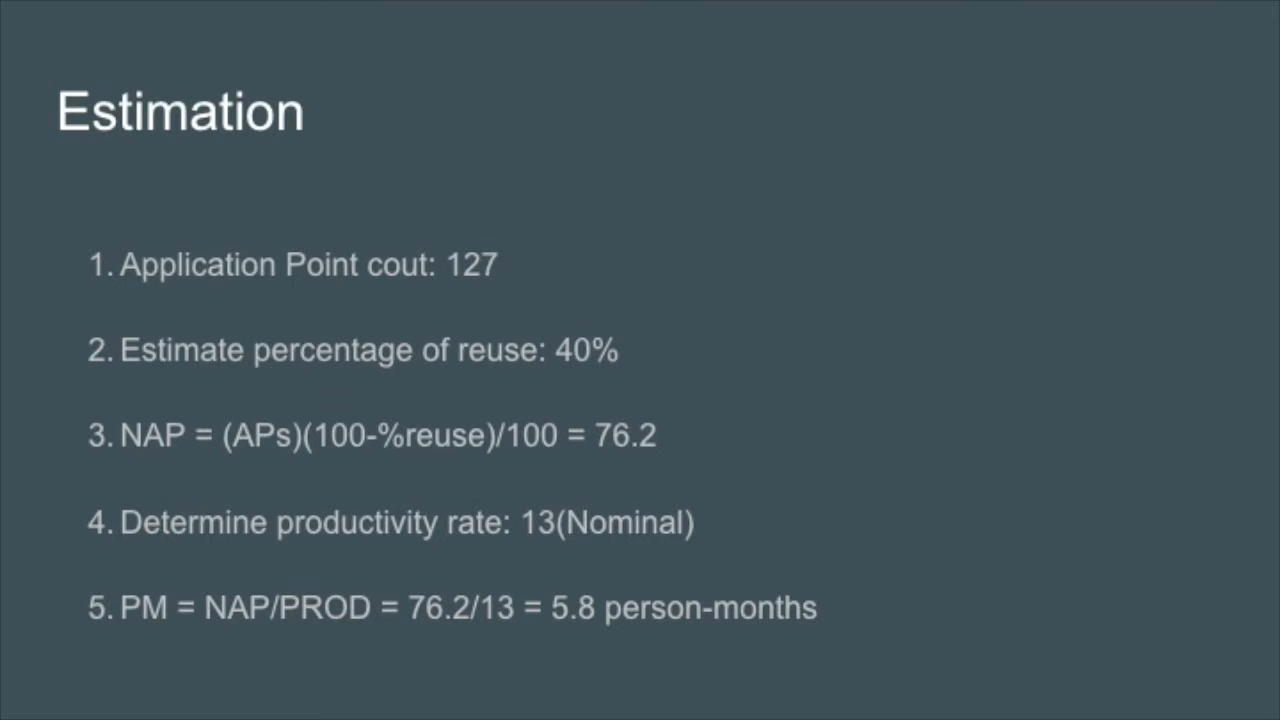 Estimation
1. Application Point cout: 127
2. Estimate percentage of reuse: 40%
3. NAP = (APs)(100-%reuse)/100 = 76.2
4. Determine productivity rate: 13(Nominal)
5. PM = NAP/PROD = 76.2/13 = 5.8 person-months